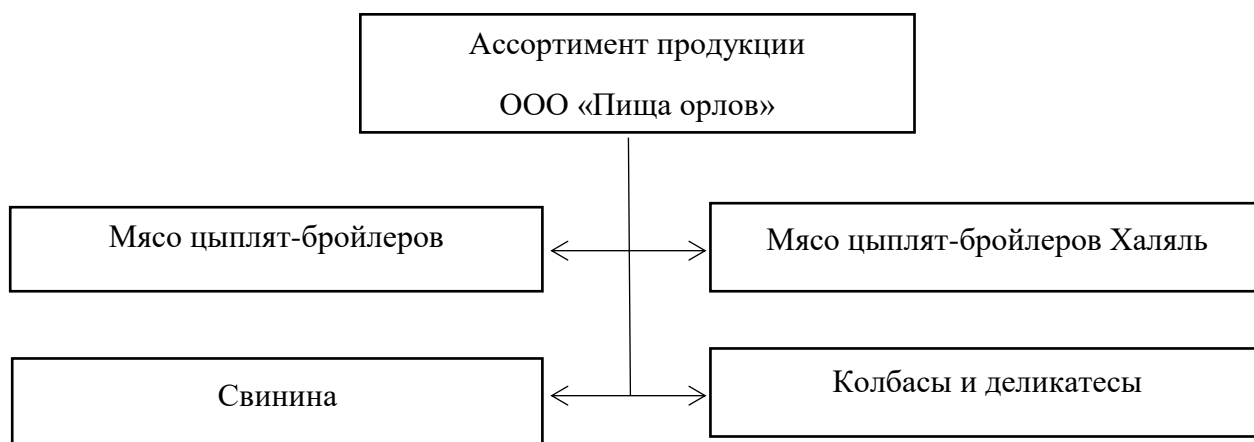 Ассортимент продукции
ООО «Пища орлов»
Мясо цыплят-бройлеров
Мясо цыплят-бройлеров Халяль
Свинина
Колбасы и деликатесы